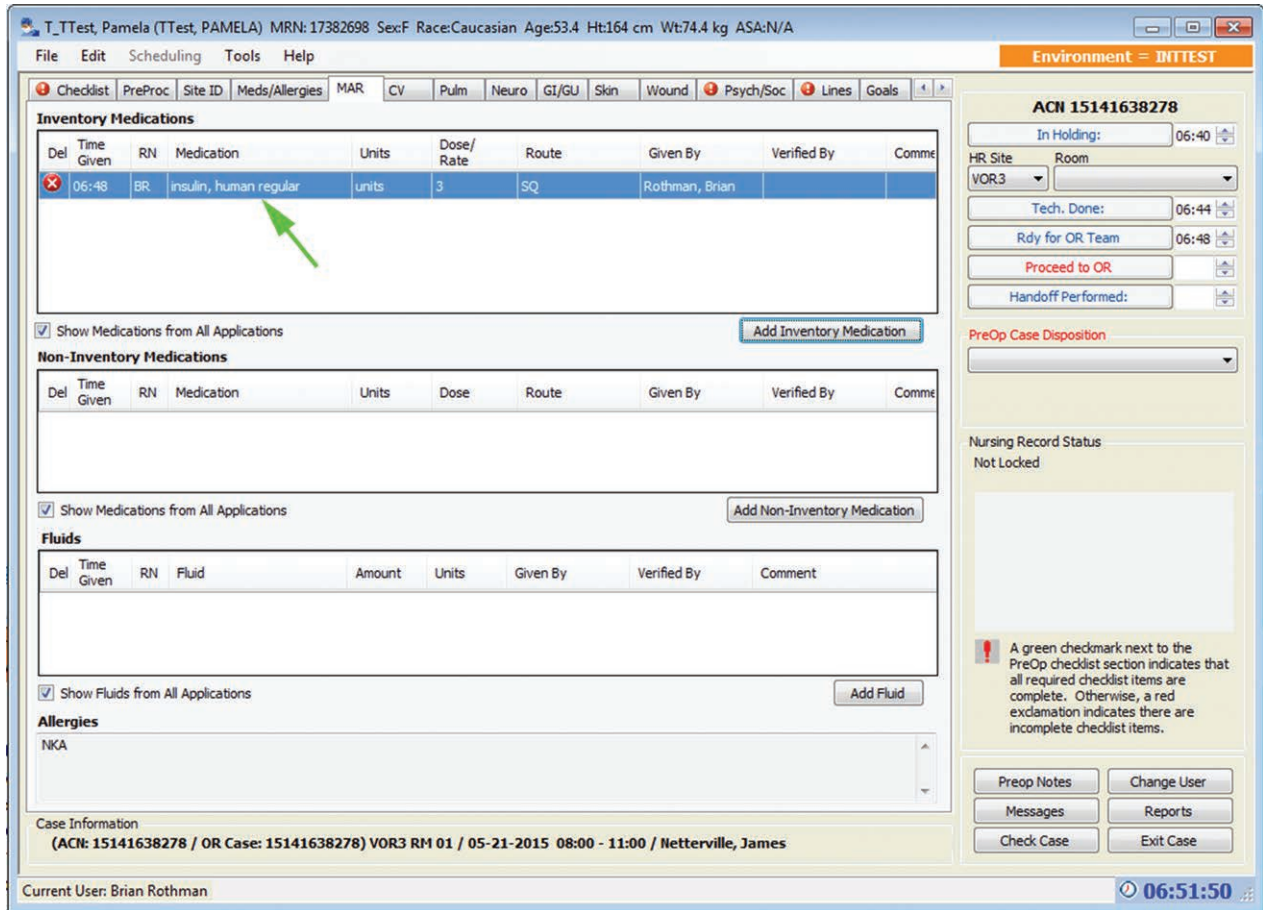 T_TTest, Pamela (TTest, PAMELA) MRN: 17382698 Sex:F Race:Caucasian Age:53.4 Ht:164 cm Wt:74.4 kg ASA:N/A
File Edit Scheduling Tools Help
Environment = INTTEST
Checklist PreProc Site ID Meds/Allergies MAR CV Pulm Neuro GI/GU Skin Wound Psych/Soc Lines Goals
Inventory Medications
Del Time Given RN Medication Units Dose/ Rate Route Given By Verified By Comme
06:48 BR insulin, human regular units 3 SQ Rothman, Brian
Show Medications from All Applications
Add Inventory Medication
Non-Inventory Medications
Del Time Given RN Medication Units Dose Route Given By Verified By Comme
Show Medications from All Applications
Add Non-Inventory Medication
Fluids
Del Time Given RN Fluid Amount Units Given By Verified By Comment
Show Fluids from All Applications
Add Fluid
Allergies
NKA
Case Information
(ACN: 15141638278 / OR Case: 15141638278) VOR3 RM 01 / 05-21-2015 08:00 - 11:00 / Netterville, James
ACN 15141638278
In Holding: 06:40
HR Site Room
VOR3
Tech. Done: 06:44
Rdy for OR Team 06:48
Proceed to OR
Handoff Performed:
PreOp Case Disposition
Nursing Record Status
Not Locked
A green checkmark next to the
PreOp checklist section indicates that
all required checklist items are
complete. Otherwise, a red
exclamation indicates there are
incomplete checklist items.
Preop Notes Change User
Messages Reports
Check Case Exit Case
Current User: Brian Rothman
06:51:50